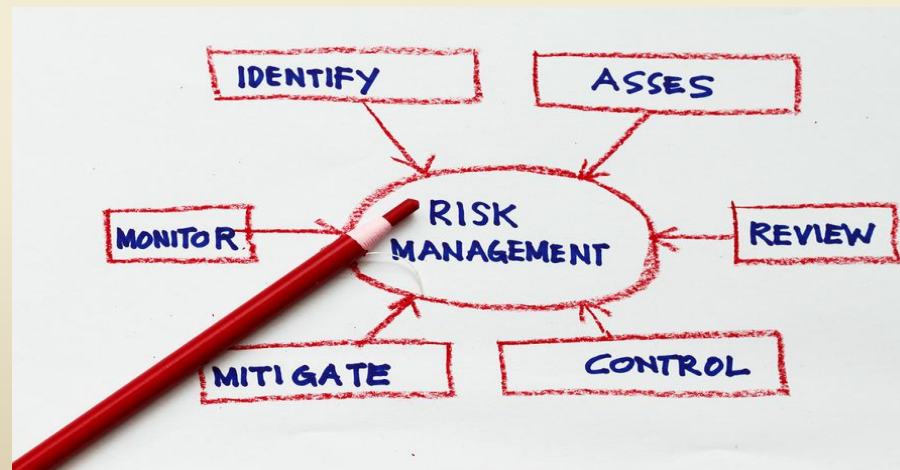 IDENTIFY
ASSES
RISK
MANAGEMENT
MONITOR
REVIEW
MITIGATE
CONTROL